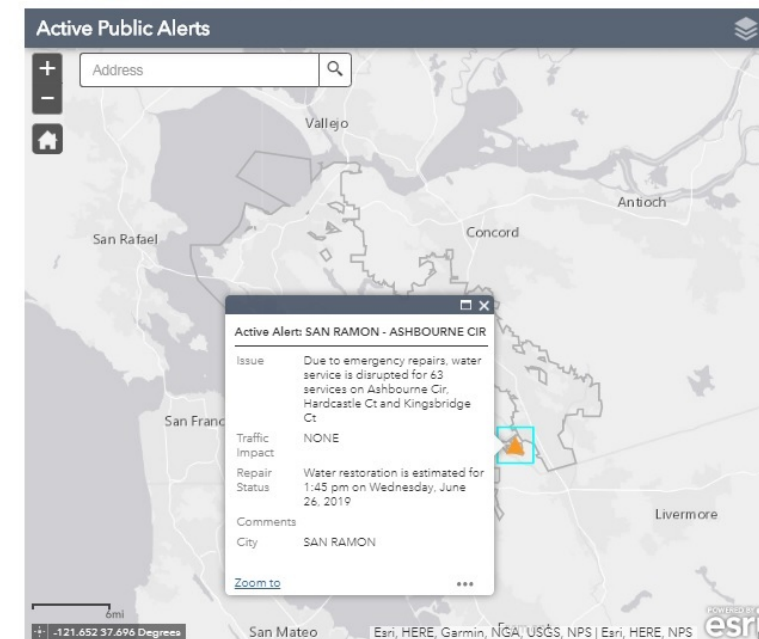 Active Public Alerts
+
Address
−
Vallejo
Antioch
San Rafael
Concord
Active Alert: SAN RAMON - ASHBOURNE CIR
Issue
Due to emergency repairs, water
service is disrupted for 63
services on Ashbourne Cir,
Hardcastle Ct and Kingsbridge
Ct
San Franc
Traffic
Impact
NONE
Repair
Status
Water restoration is estimated for
1:45 pm on Wednesday, June
26, 2019
Comments
City
SAN RAMON
Livermore
Zoom to
6mi
-121.652 37.696 Degrees
San Mateo
Esri, HERE, Garmin, NGA, USGS, NPS | Esri, HERE, NPS
POWERED BY
esri